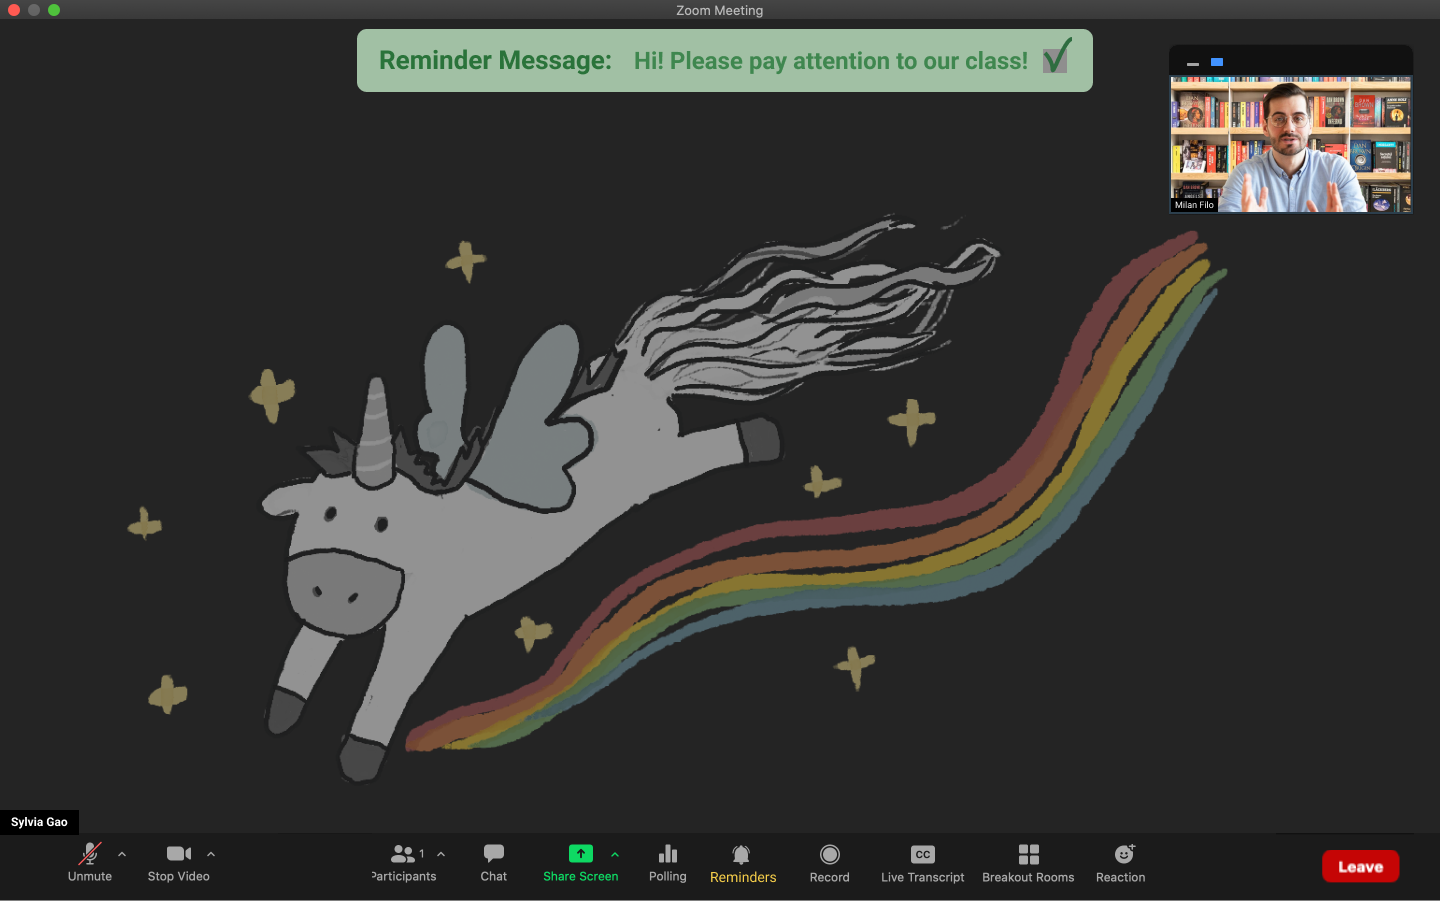 Zoom Meeting
Reminder Message: Hi! Please pay attention to our class!
Milan Filo
Sylvia Gao
Unmute
Stop Video
Participants
1
Chat
Share Screen
Polling
Reminders
Record
CC
Live Transcript
Breakout Rooms
Reaction
Leave